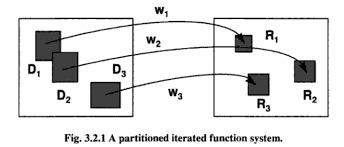 w₁
w₂
w₃
D₁
D₂
D₃
R₁
R₂
R₃
Fig. 3.2.1 A partitioned iterated function system.